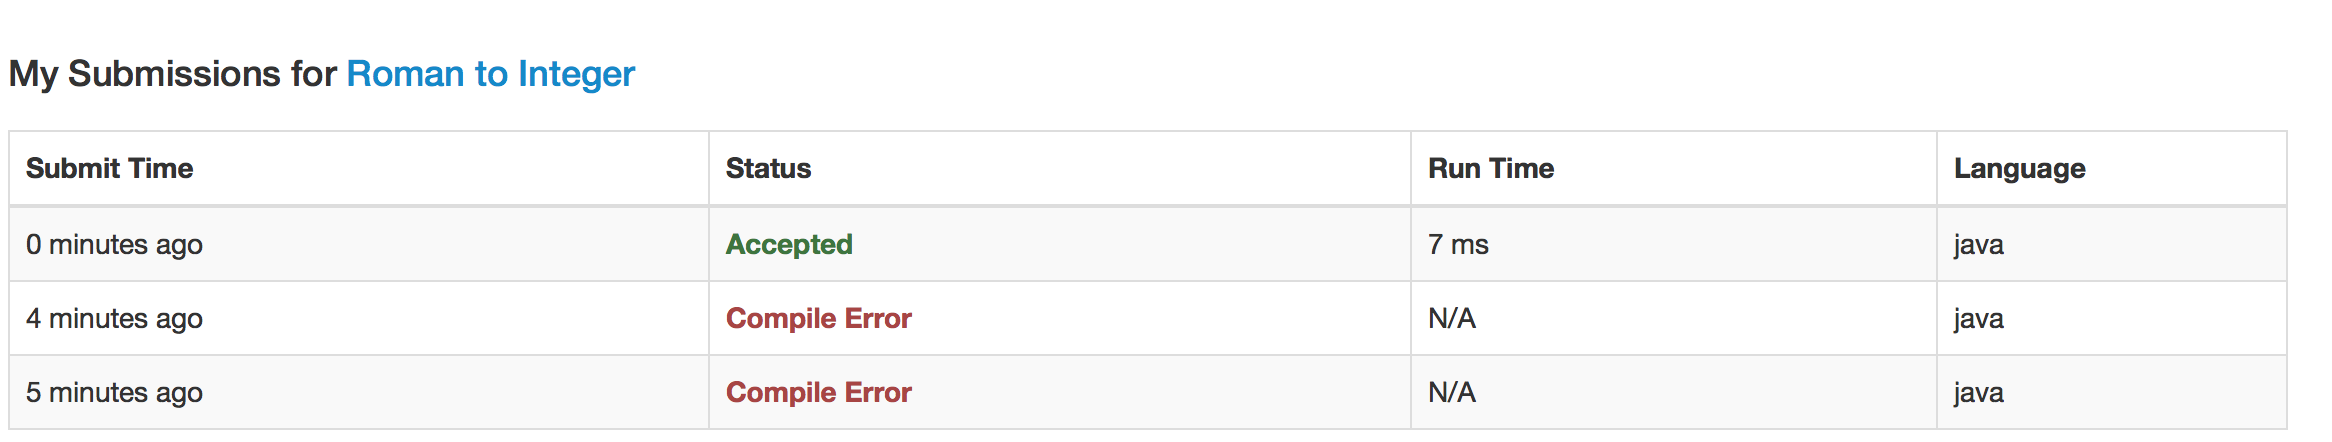 My Submissions for Roman to Integer
Submit Time Status Run Time Language
0 minutes ago Accepted 7 ms java
4 minutes ago Compile Error N/A java
5 minutes ago Compile Error N/A java